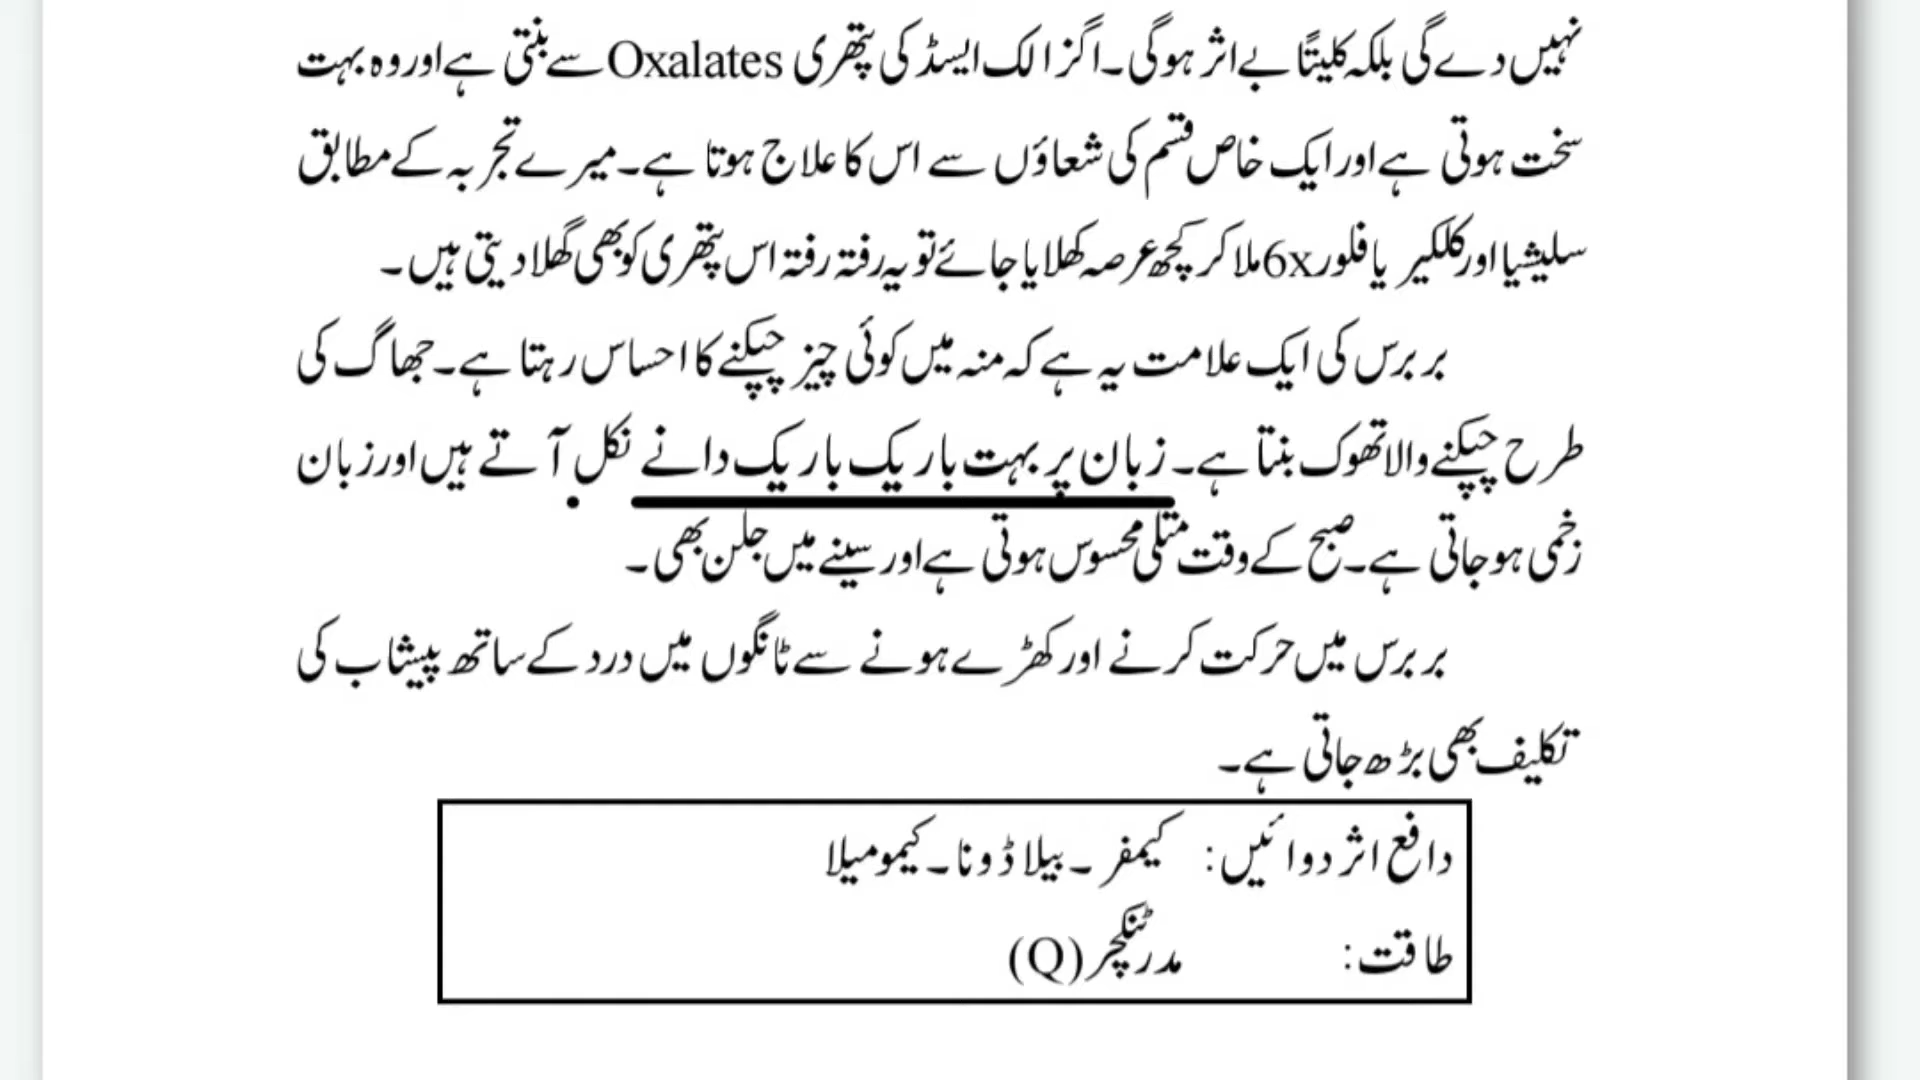 نہیں دے گی بلکہ کلیتًا بے اثر ہوگی۔ اگزالک ایسڈ کی پتھری Oxalates سے بنتی ہے اور وہ بہت
سخت ہوتی ہے اور ایک خاص قسم کی شعاؤں سے اس کا علاج ہوتا ہے۔ میرے تجربہ کے مطابق
سلیشیا اور کلکیر یا فلور 6x ملا کر کچھ عرصہ کھلایا جائے تو یہ رفتہ رفتہ اس پتھری کو بھی گھلا دیتی ہیں۔
بربرس کی ایک علامت یہ ہے کہ منہ میں کوئی چیز چپکنے کا احساس رہتا ہے۔ جھاگ کی
طرح چپکنے والا تھوک بنتا ہے۔ زبان پر بہت باریک باریک دانے نکل آتے ہیں اور زبان
زخمی ہو جاتی ہے۔ صبح کے وقت متلی محسوس ہوتی ہے اور سینے میں جلن بھی۔
بربرس میں حرکت کرنے اور کھڑے ہونے سے ٹانگوں میں درد کے ساتھ پیشاب کی
تکلیف بھی بڑھ جاتی ہے۔
دافع اثر دوائیں: کیمفر۔ بیلاڈونا۔ کیمومیلا
طاقت: مدرٹنکچر (Q)